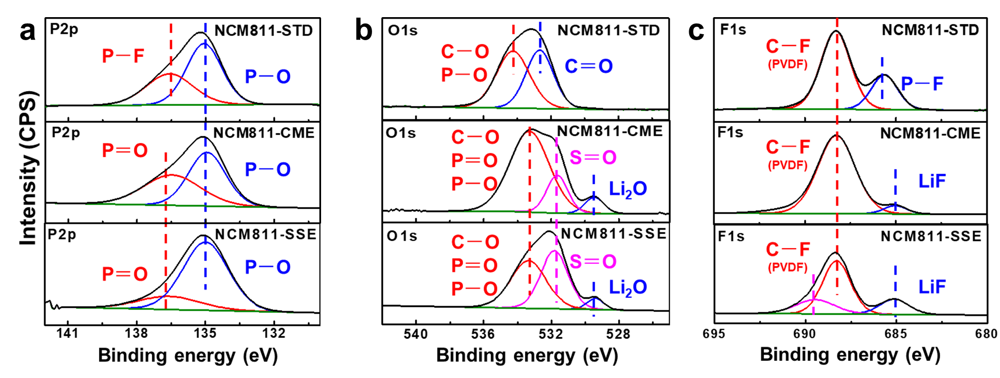 a
Intensity (CPS)
P2p
NCM811-STD
P—F
P—O
P2p
NCM811-CME
P=O
P—O
P2p
NCM811-SSE
P=O
P—O
141 138 135 132
Binding energy (eV)
b
O1s
NCM811-STD
C—O
P—O
C=O
O1s
NCM811-CME
C—O
P=O
P—O
S=O
Li₂O
O1s
NCM811-SSE
C—O
P=O
P—O
S=O
Li₂O
540 536 532 528
Binding energy (eV)
c
F1s
NCM811-STD
C—F
(PVDF)
P—F
F1s
NCM811-CME
C—F
(PVDF)
LiF
F1s
NCM811-SSE
C—F
(PVDF)
LiF
695 690 685 680
Binding energy (eV)